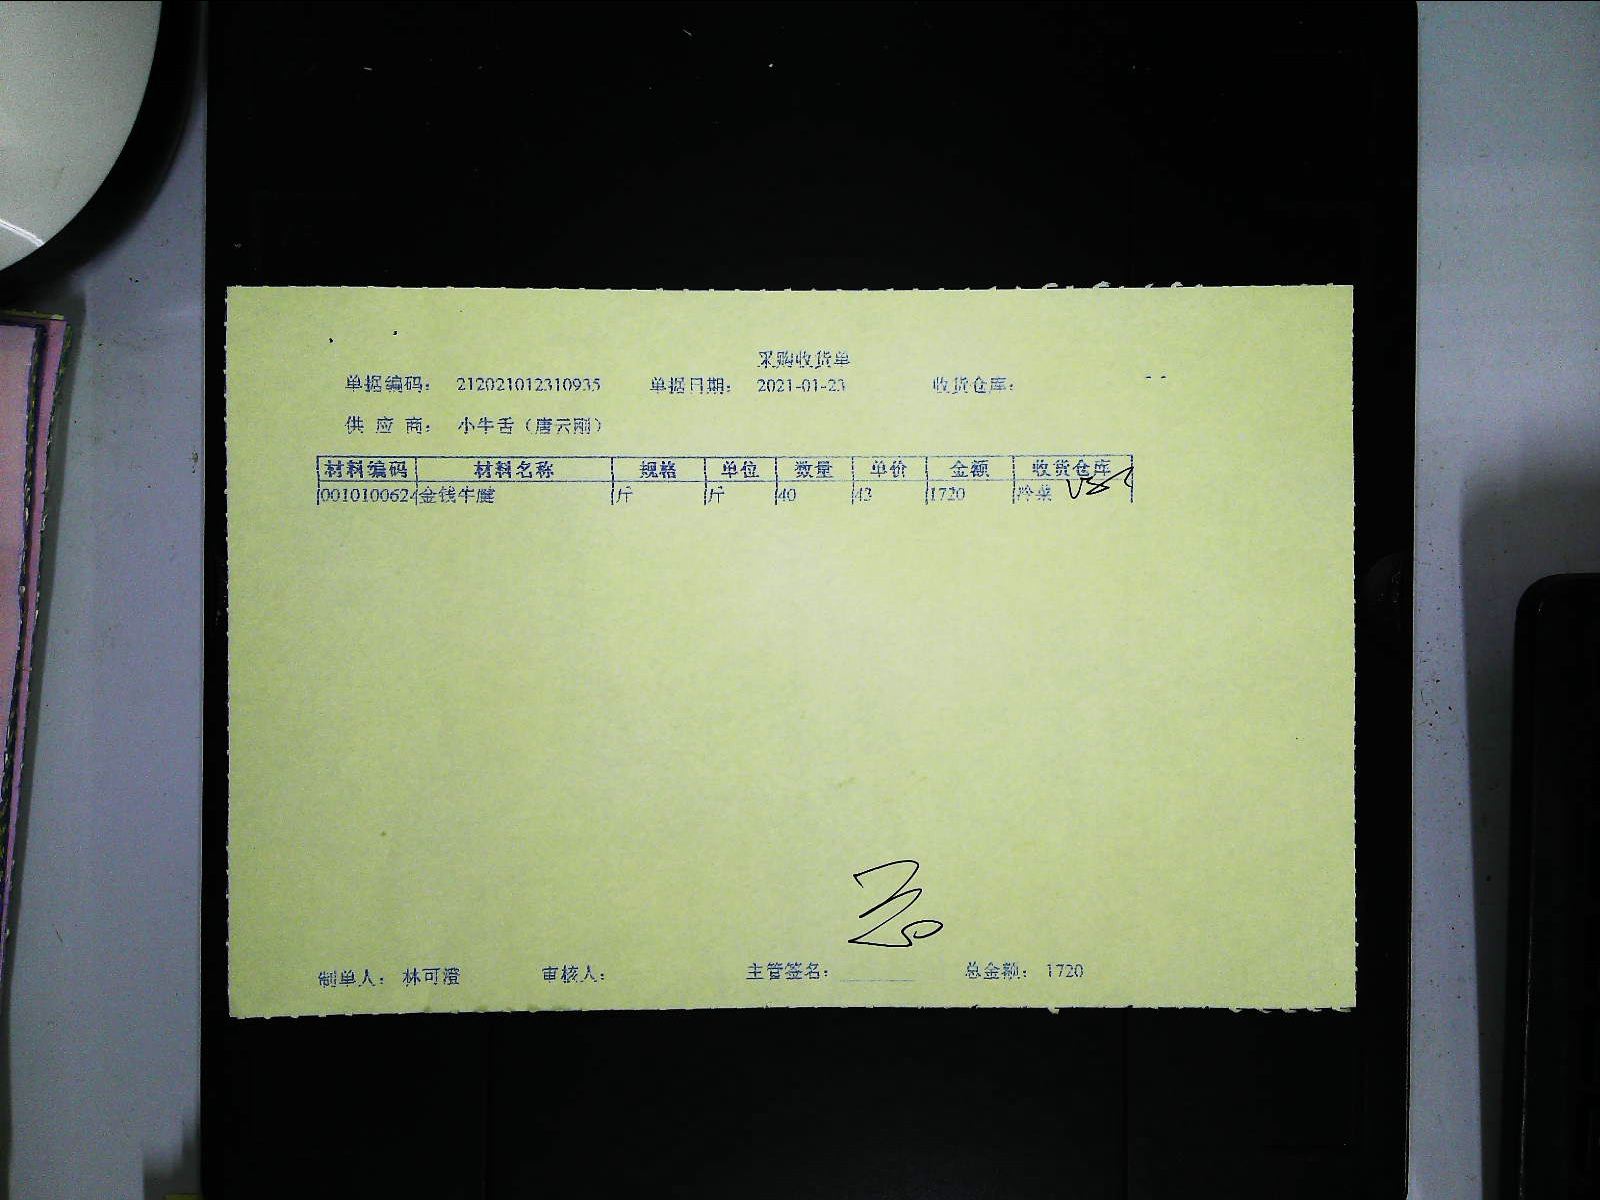 采购收货单
单据编码： 212021012310935 单据日期： 2021-01-23 收货仓库：
供 应 商： 小牛舌（唐云刚）
材料编码 材料名称 规格 单位 数量 单价 金额 收货仓库
0010100624 金钱牛腱 斤 斤 40 43 1720 冷菜
制单人： 林可澄 审核人： 主管签名： 总金额： 1720